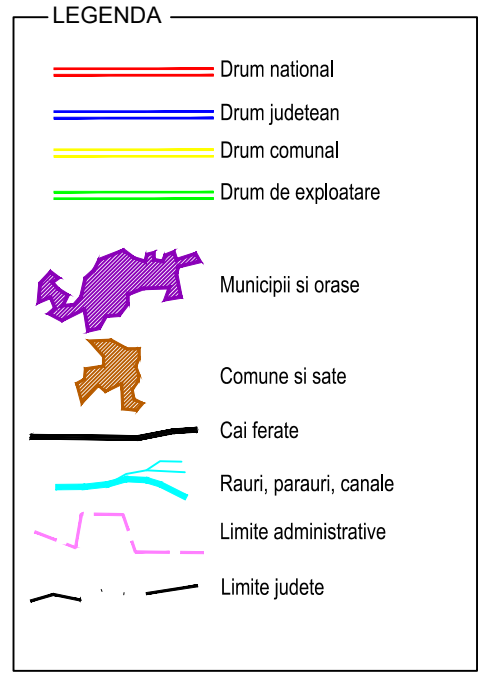 LEGENDA
Drum national
Drum judetean
Drum comunal
Drum de exploatare
Municipii si orase
Comune si sate
Cai ferate
Rauri, parauri, canale
Limite administrative
Limite judete